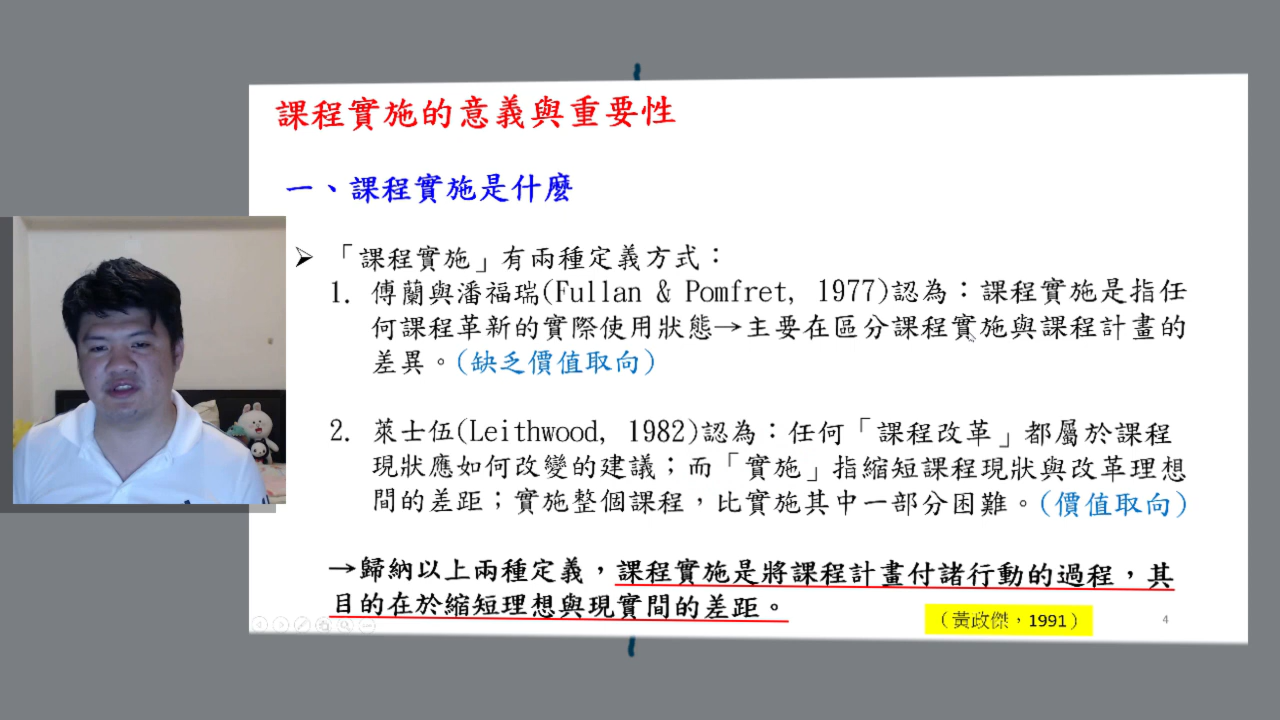 課程實施的意義與重要性
一、課程實施是什麼
➢ 「課程實施」有兩種定義方式：
1. 傅蘭與潘福瑞(Fullan & Pomfret, 1977)認為：課程實施是指任
何課程革新的實際使用狀態→主要在區分課程實施與課程計畫的
差異。(缺乏價值取向)
2. 萊士伍(Leithwood, 1982)認為：任何「課程改革」都屬於課程
現狀應如何改變的建議；而「實施」指縮短課程現狀與改革理想
間的差距；實施整個課程，比實施其中一部分困難。(價值取向)
→歸納以上兩種定義，課程實施是將課程計畫付諸行動的過程，其
目的在於縮短理想與現實間的差距。
（黃政傑，1991）
4